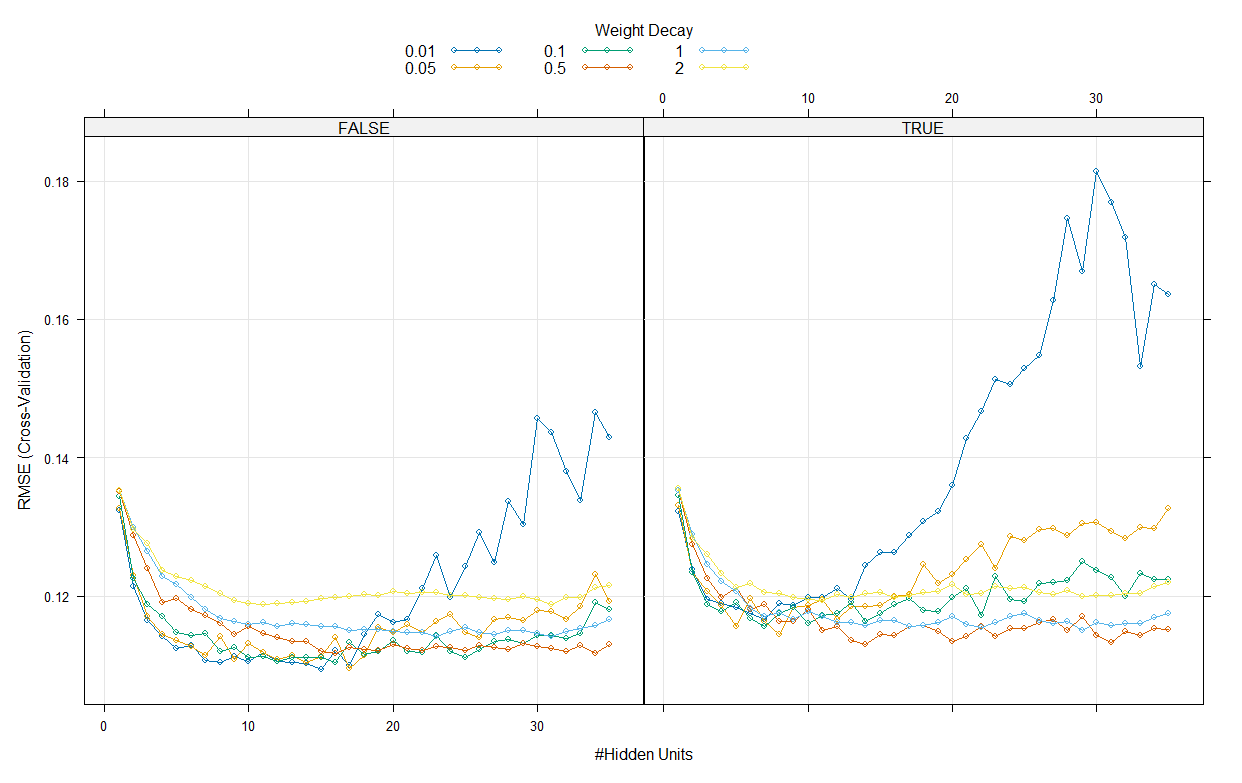 Weight Decay
0.01 0.1 1
0.05 0.5 2
0 10 20 30
FALSE TRUE
0.18
0.16
0.14
0.12
RMSE (Cross-Validation)
0 10 20 30
#Hidden Units